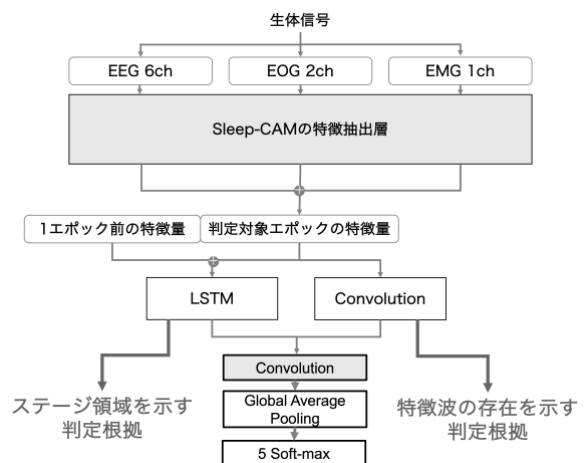 生体信号
EEG 6ch
EOG 2ch
EMG 1ch
Sleep-CAMの特徴抽出層
1エポック前の特徴量
判定対象エポックの特徴量
LSTM
Convolution
Convolution
Global Average
Pooling
5 Soft-max
ステージ領域を示す
判定根拠
特徴波の存在を示す
判定根拠